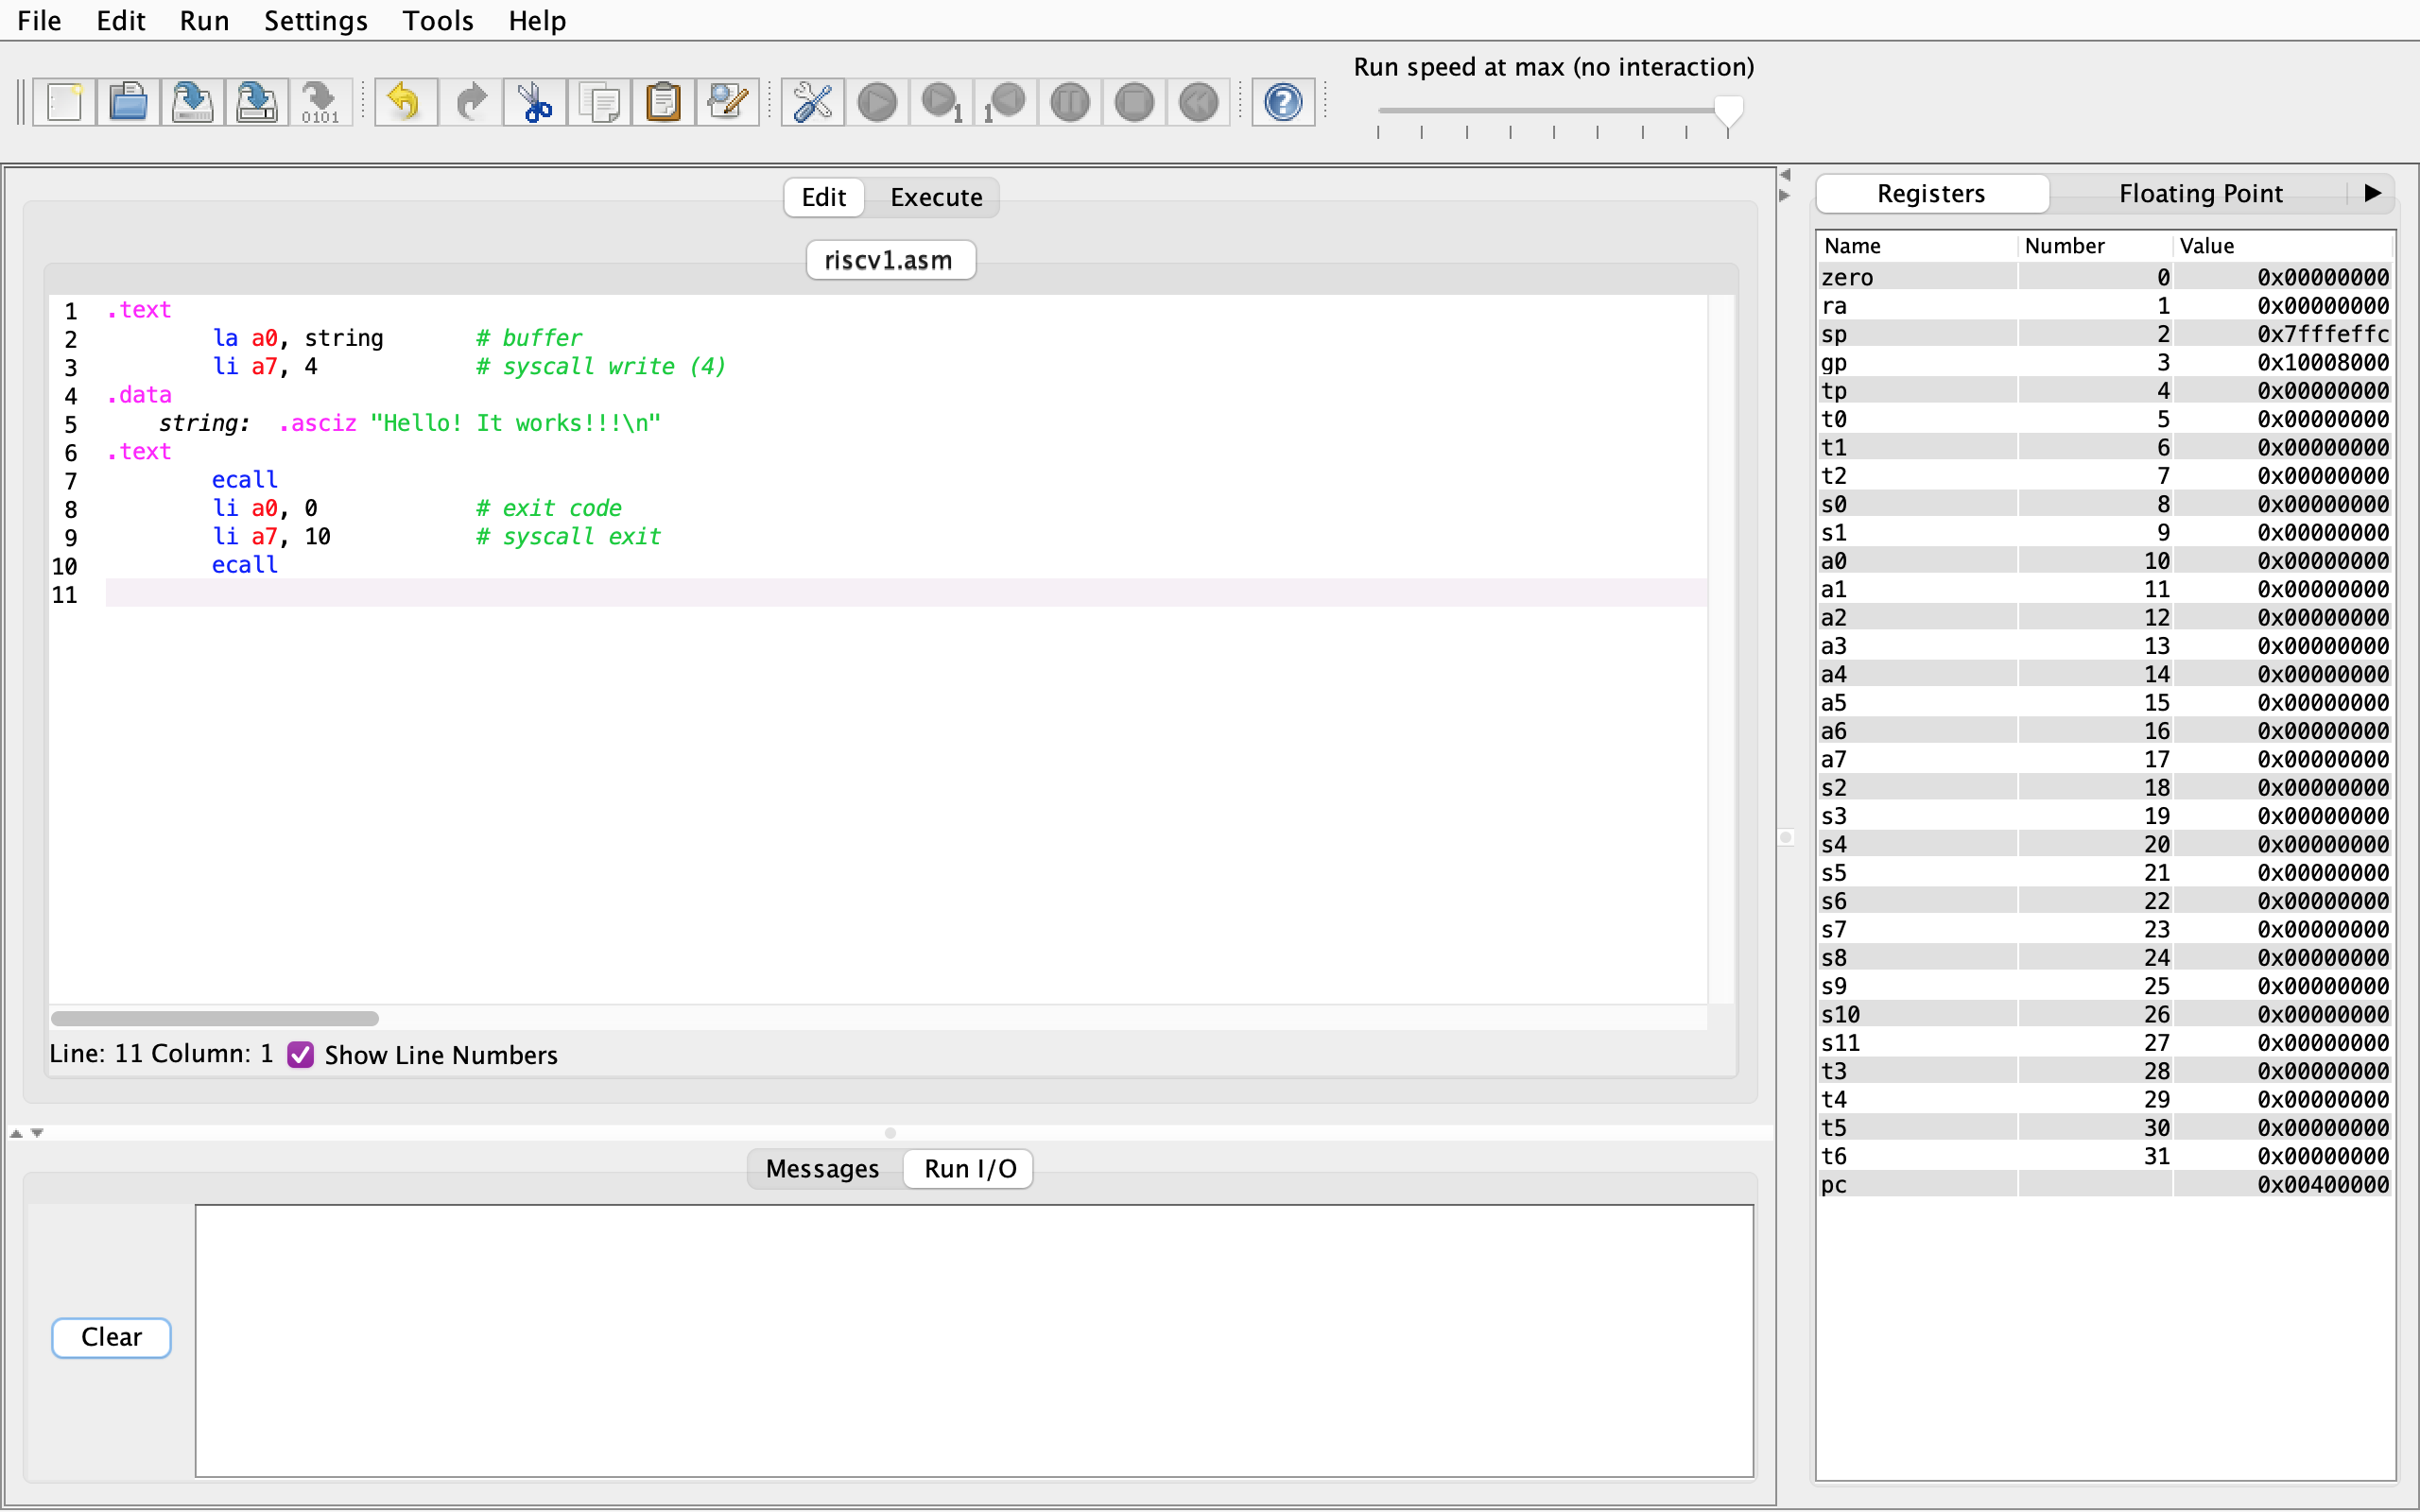 File Edit Run Settings Tools Help
Run speed at max (no interaction)
0101
1
1
?
Edit Execute
riscv1.asm
1 .text
2 la a0, string # buffer
3 li a7, 4 # syscall write (4)
4 .data
5 string: .asciz "Hello! It works!!!\n"
6 .text
7 ecall
8 li a0, 0 # exit code
9 li a7, 10 # syscall exit
10 ecall
11
Line: 11 Column: 1 Show Line Numbers
Messages Run I/O
Clear
Registers Floating Point
Name Number Value
zero 0 0x00000000
ra 1 0x00000000
sp 2 0x7fffeffc
gp 3 0x10008000
tp 4 0x00000000
t0 5 0x00000000
t1 6 0x00000000
t2 7 0x00000000
s0 8 0x00000000
s1 9 0x00000000
a0 10 0x00000000
a1 11 0x00000000
a2 12 0x00000000
a3 13 0x00000000
a4 14 0x00000000
a5 15 0x00000000
a6 16 0x00000000
a7 17 0x00000000
s2 18 0x00000000
s3 19 0x00000000
s4 20 0x00000000
s5 21 0x00000000
s6 22 0x00000000
s7 23 0x00000000
s8 24 0x00000000
s9 25 0x00000000
s10 26 0x00000000
s11 27 0x00000000
t3 28 0x00000000
t4 29 0x00000000
t5 30 0x00000000
t6 31 0x00000000
pc 0x00400000